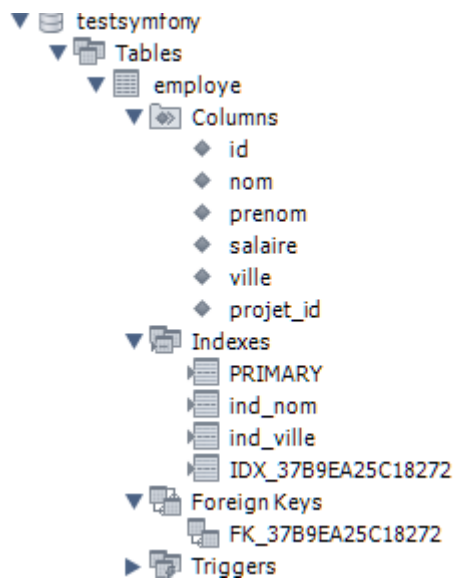 testsymfony
Tables
employe
Columns
id
nom
prenom
salaire
ville
projet_id
Indexes
PRIMARY
ind_nom
ind_ville
IDX_37B9EA25C18272
Foreign Keys
FK_37B9EA25C18272
Triggers